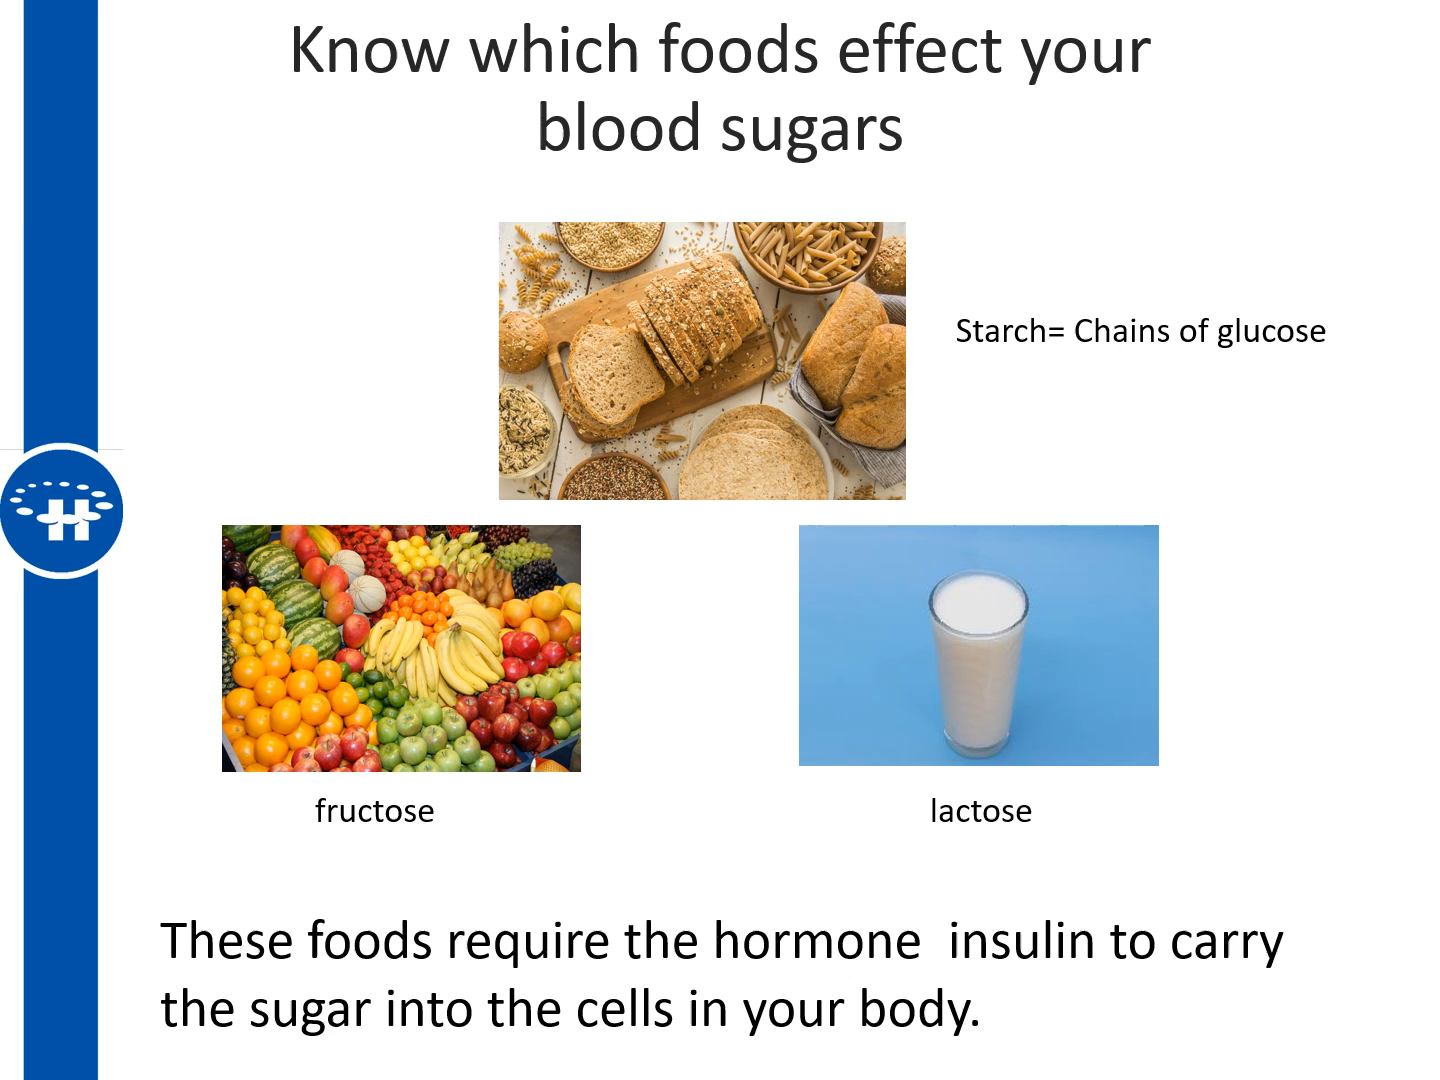 Know which foods effect your
blood sugars
Starch= Chains of glucose
fructose
lactose
These foods require the hormone  insulin to carry
the sugar into the cells in your body.
H